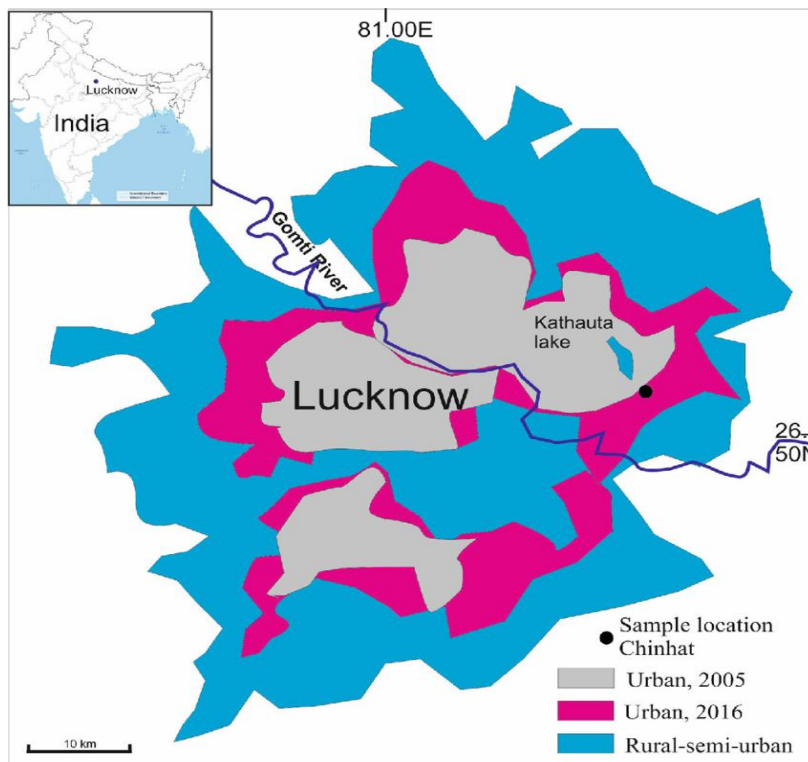 81.00E
Lucknow
India
Gomti River
Kathauta
lake
Lucknow
26-
50N
Sample location
Chinhat
Urban, 2005
Urban, 2016
Rural-semi-urban
10 km